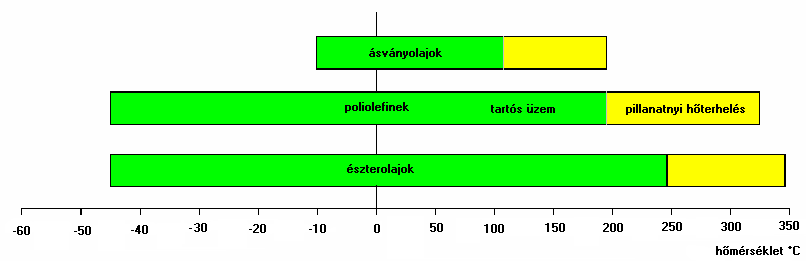 ásványolajok
poliolefinek tartós üzem pillanatnyi hőterhelés
észterolajok
-60 -50 -40 -30 -20 -10 0 50 100 150 200 250 300 350
hőmérséklet °C